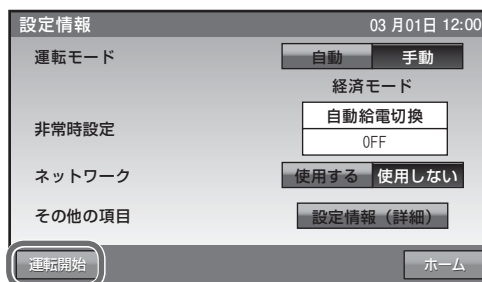 設定情報 03月01日 12:00
運転モード 自動 手動
経済モード
非常時設定 自動給電切換
OFF
ネットワーク 使用する 使用しない
その他の項目 設定情報（詳細）
運転開始 ホーム